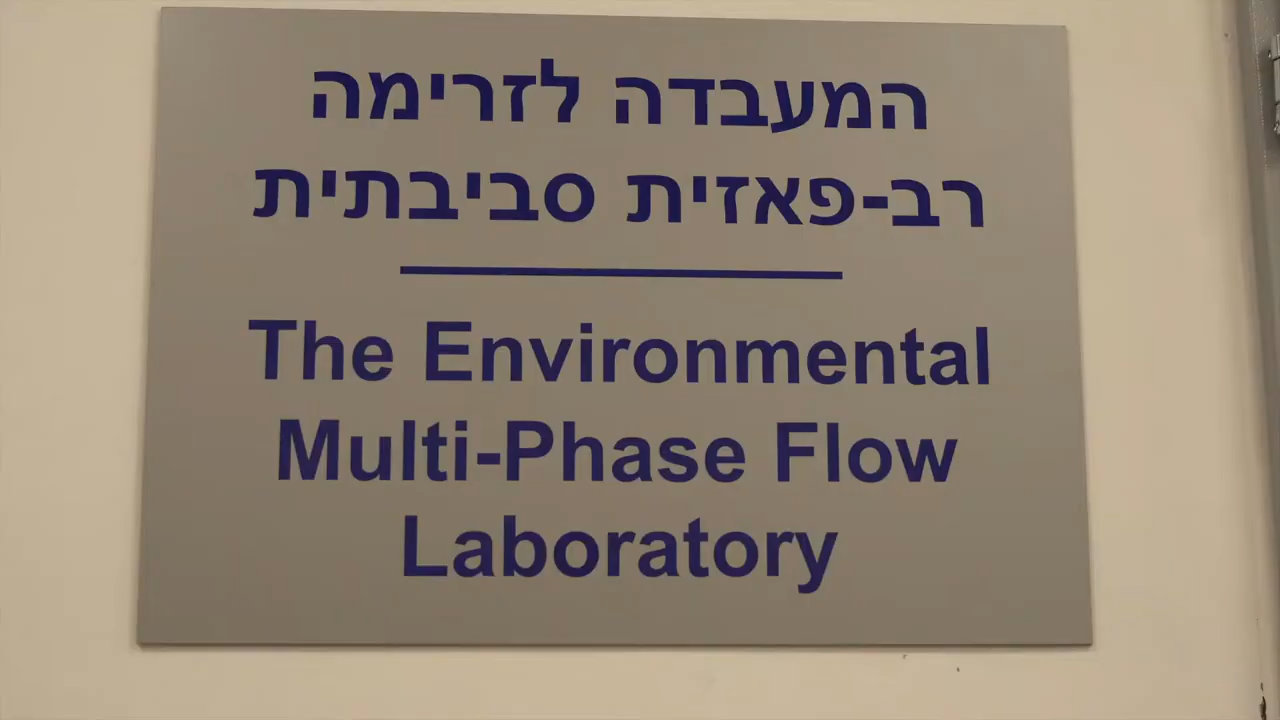 המעבדה לזרימה
רב-פאזית סביבתית
The Environmental
Multi-Phase Flow
Laboratory